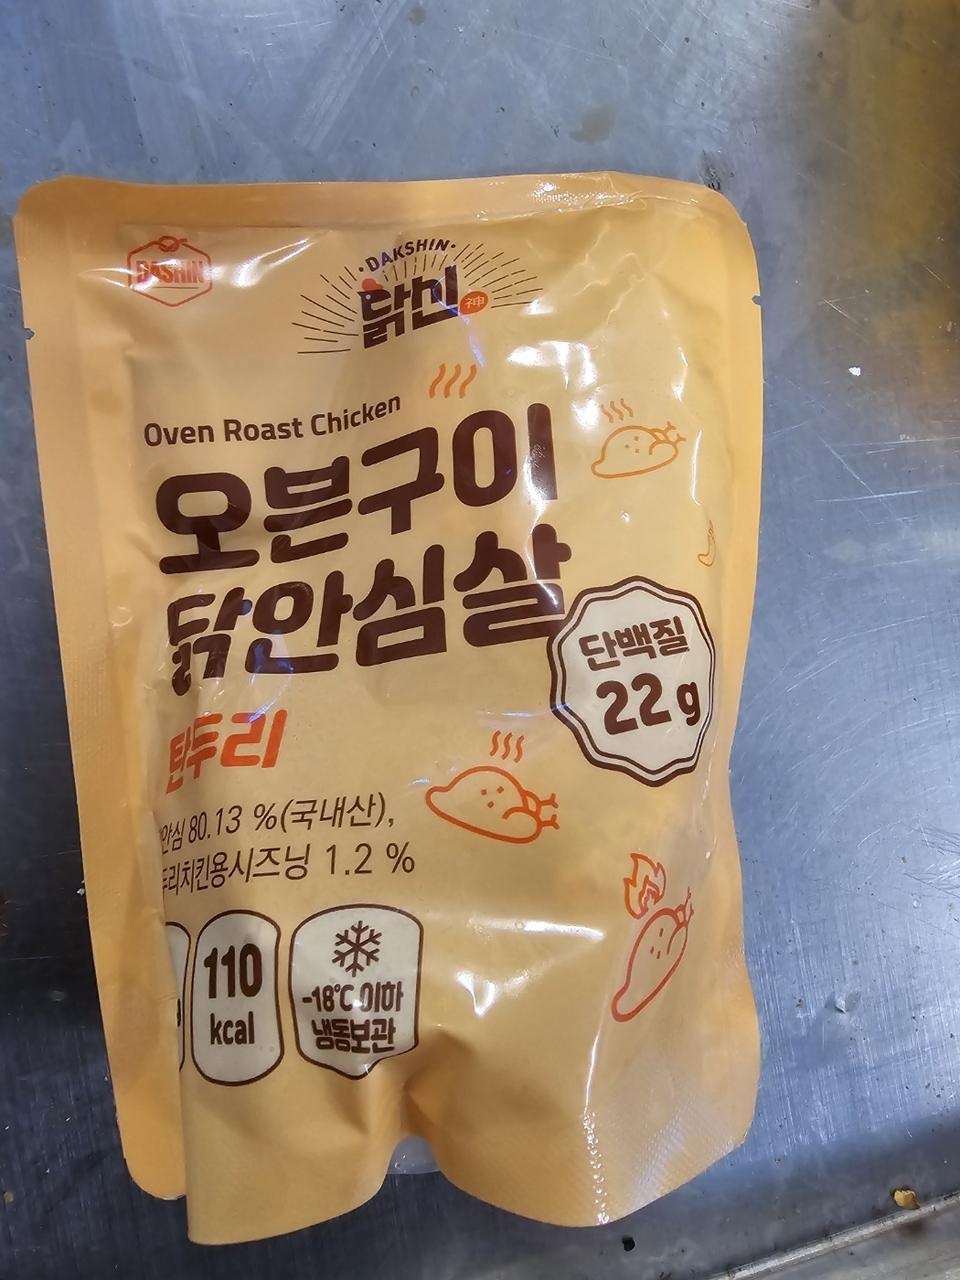 DASHIN
·DAKSHIN·
닭신
神
Oven Roast Chicken
오븐구이
닭안심살
단백질
22g
탄두리
안심 80.13 %(국내산),
두리치킨용시즈닝 1.2 %
110
kcal
-18℃ 이하
냉동보관